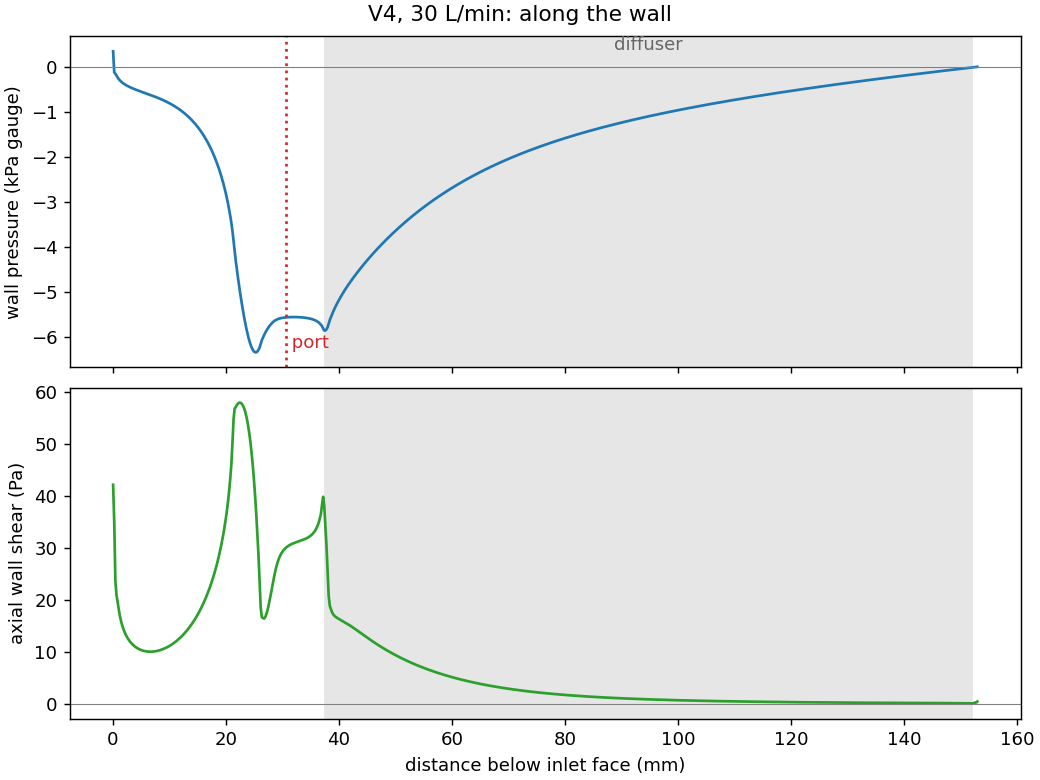 V4, 30 L/min: along the wall
diffuser
wall pressure (kPa gauge)
0
−1
−2
−3
−4
−5
−6
port
axial wall shear (Pa)
60
50
40
30
20
10
0
0 20 40 60 80 100 120 140 160
distance below inlet face (mm)